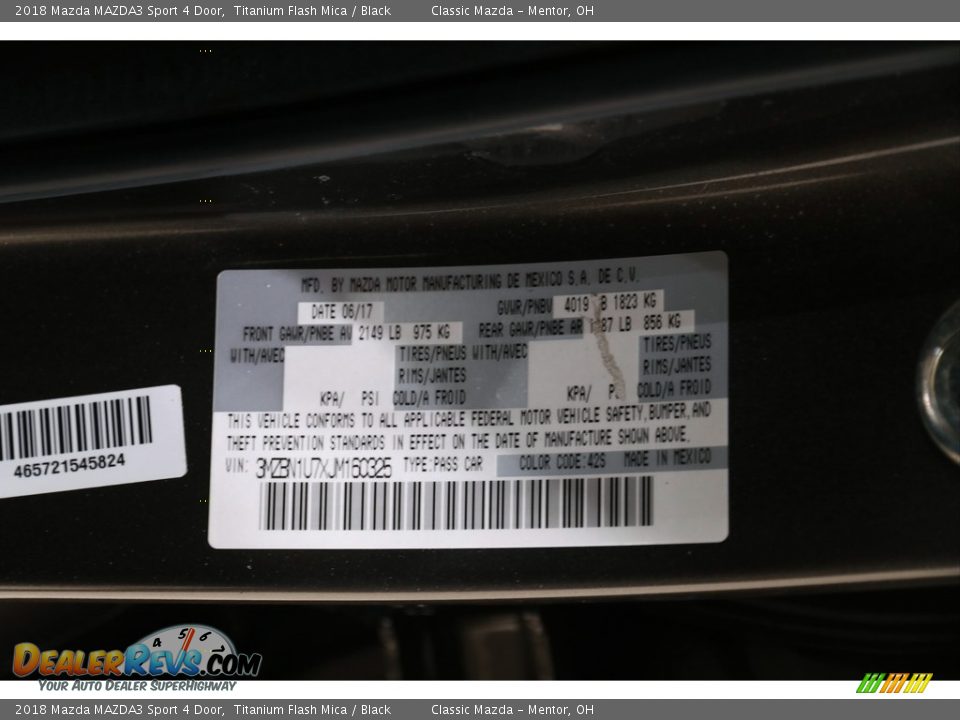 2018 Mazda MAZDA3 Sport 4 Door,  Titanium Flash Mica / Black    Classic Mazda – Mentor, OH
MFD. BY MAZDA MOTOR MANUFACTURING DE MEXICO S.A. DE C.V.
DATE 06/17  GVWR/PNBV 4019 B 1823 KG
FRONT GAWR/PNBE AV 2149 LB 975 KG  REAR GAWR/PNBE AR 87 LB 858 KG
WITH/AVEC  TIRES/PNEUS  WITH/AVEC  TIRES/PNEUS
RIMS/JANTES  RIMS/JANTES
KPA/ PSI COLD/A FROID  KPA/ COLD/A FROID
THIS VEHICLE CONFORMS TO ALL APPLICABLE FEDERAL MOTOR VEHICLE SAFETY, BUMPER, AND
THEFT PREVENTION STANDARDS IN EFFECT ON THE DATE OF MANUFACTURE SHOWN ABOVE.
VIN: 3MZBN1U7XJM160325 TYPE:PASS CAR  COLOR CODE:42S  MADE IN MEXICO
465721545824
4 5 6
DEALERREVS.COM
YOUR AUTO DEALER SUPERHIGHWAY
2018 Mazda MAZDA3 Sport 4 Door,  Titanium Flash Mica / Black    Classic Mazda – Mentor, OH